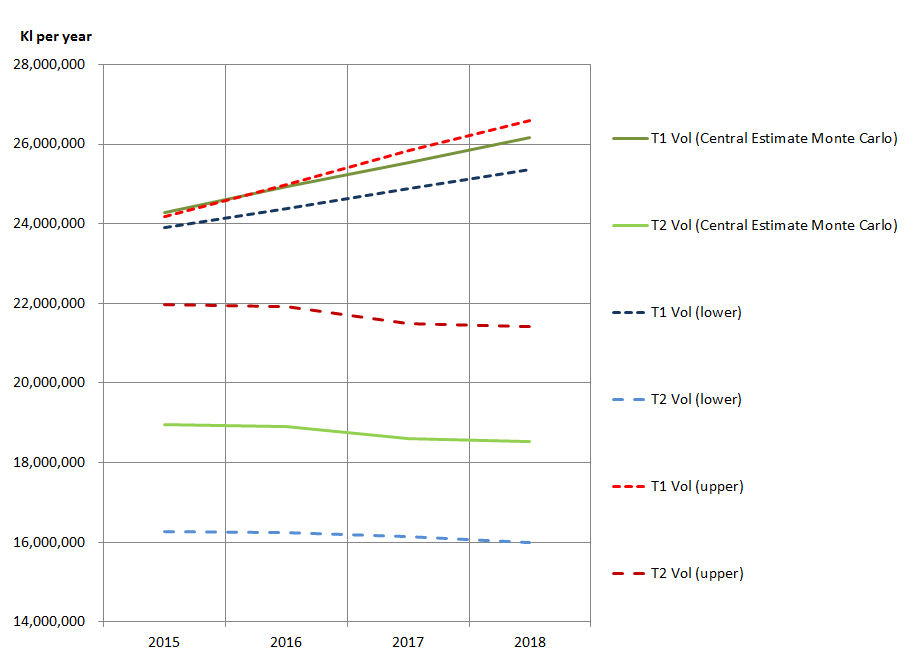 Kl per year
28,000,000
26,000,000
24,000,000
22,000,000
20,000,000
18,000,000
16,000,000
14,000,000
2015 2016 2017 2018
T1 Vol (Central Estimate Monte Carlo)
T2 Vol (Central Estimate Monte Carlo)
T1 Vol (lower)
T2 Vol (lower)
T1 Vol (upper)
T2 Vol (upper)